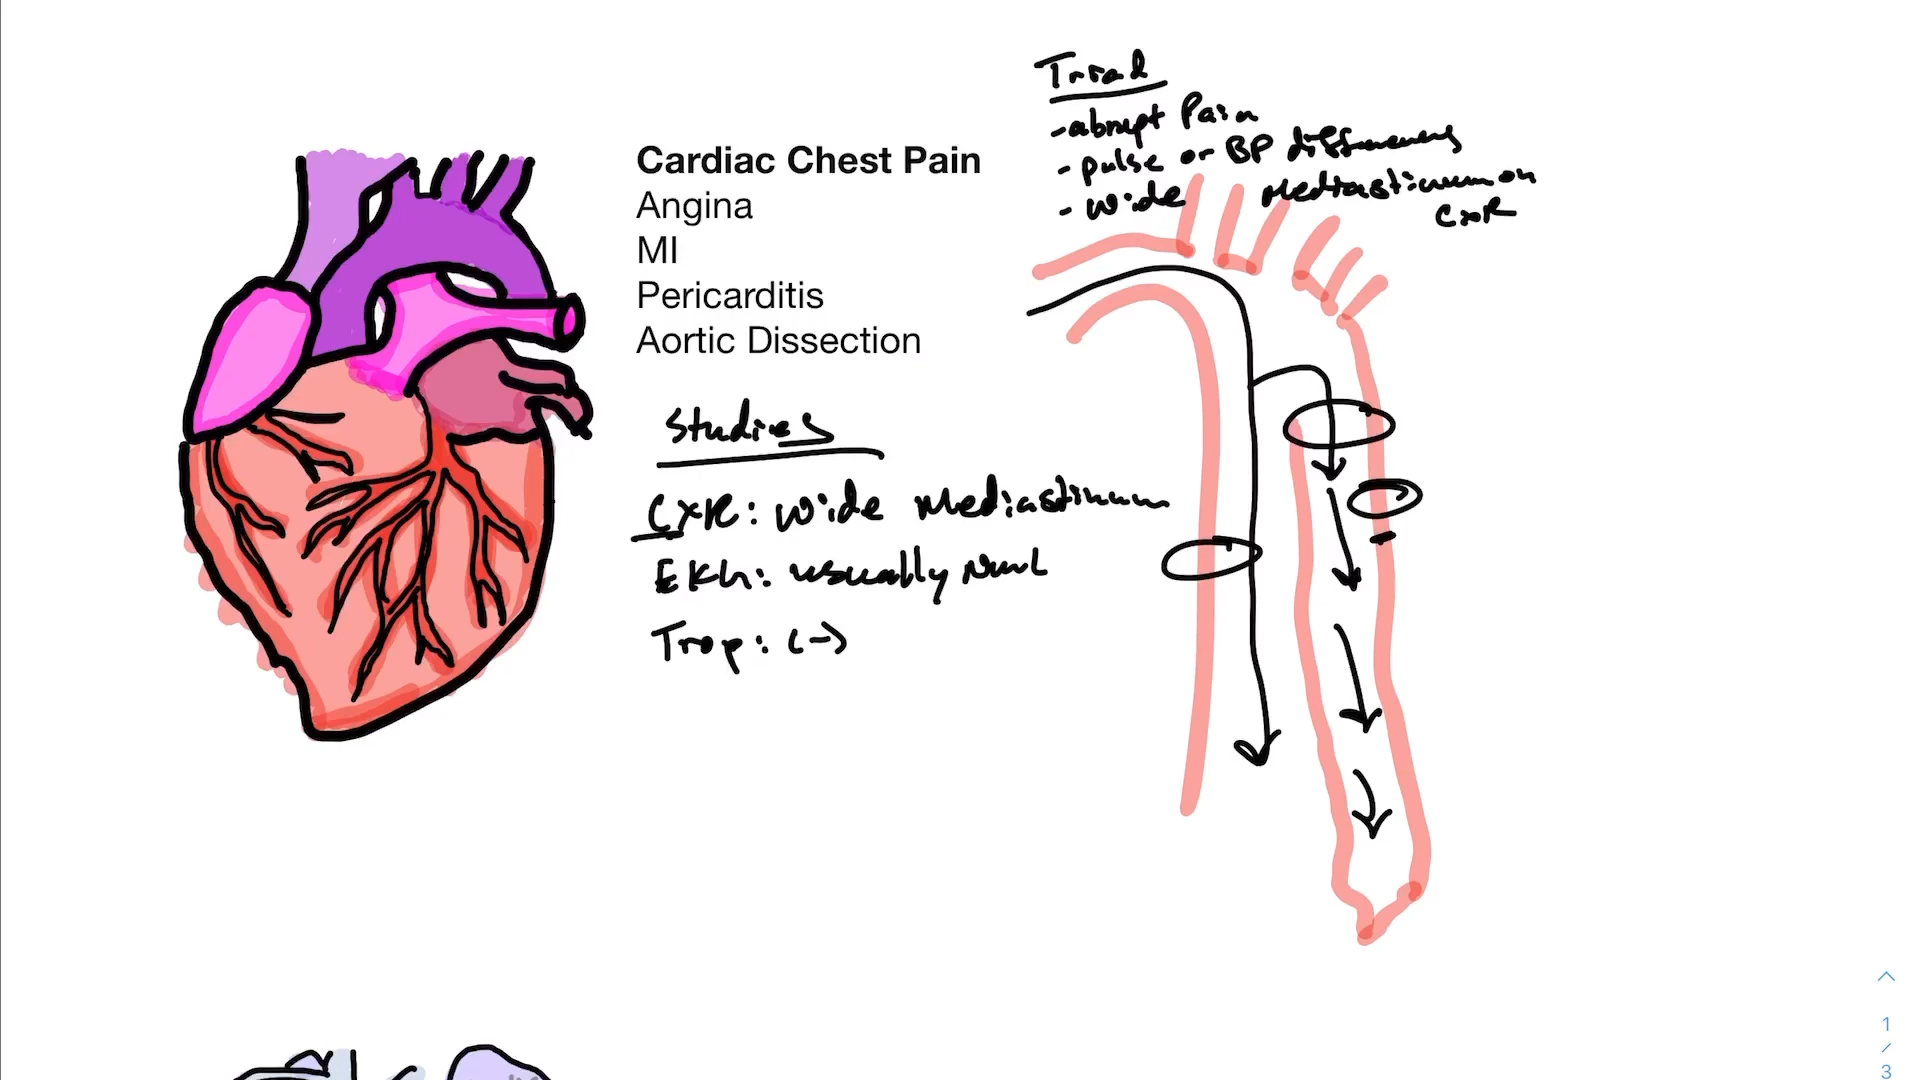 Triad
- abrupt Pain
- pulse or BP differences
- Wide Mediastinum on
CXR
Cardiac Chest Pain
Angina
MI
Pericarditis
Aortic Dissection
Studies
CXR: Wide Mediastinum
EKG: usually Nml
Trop: (-)
1
/
3